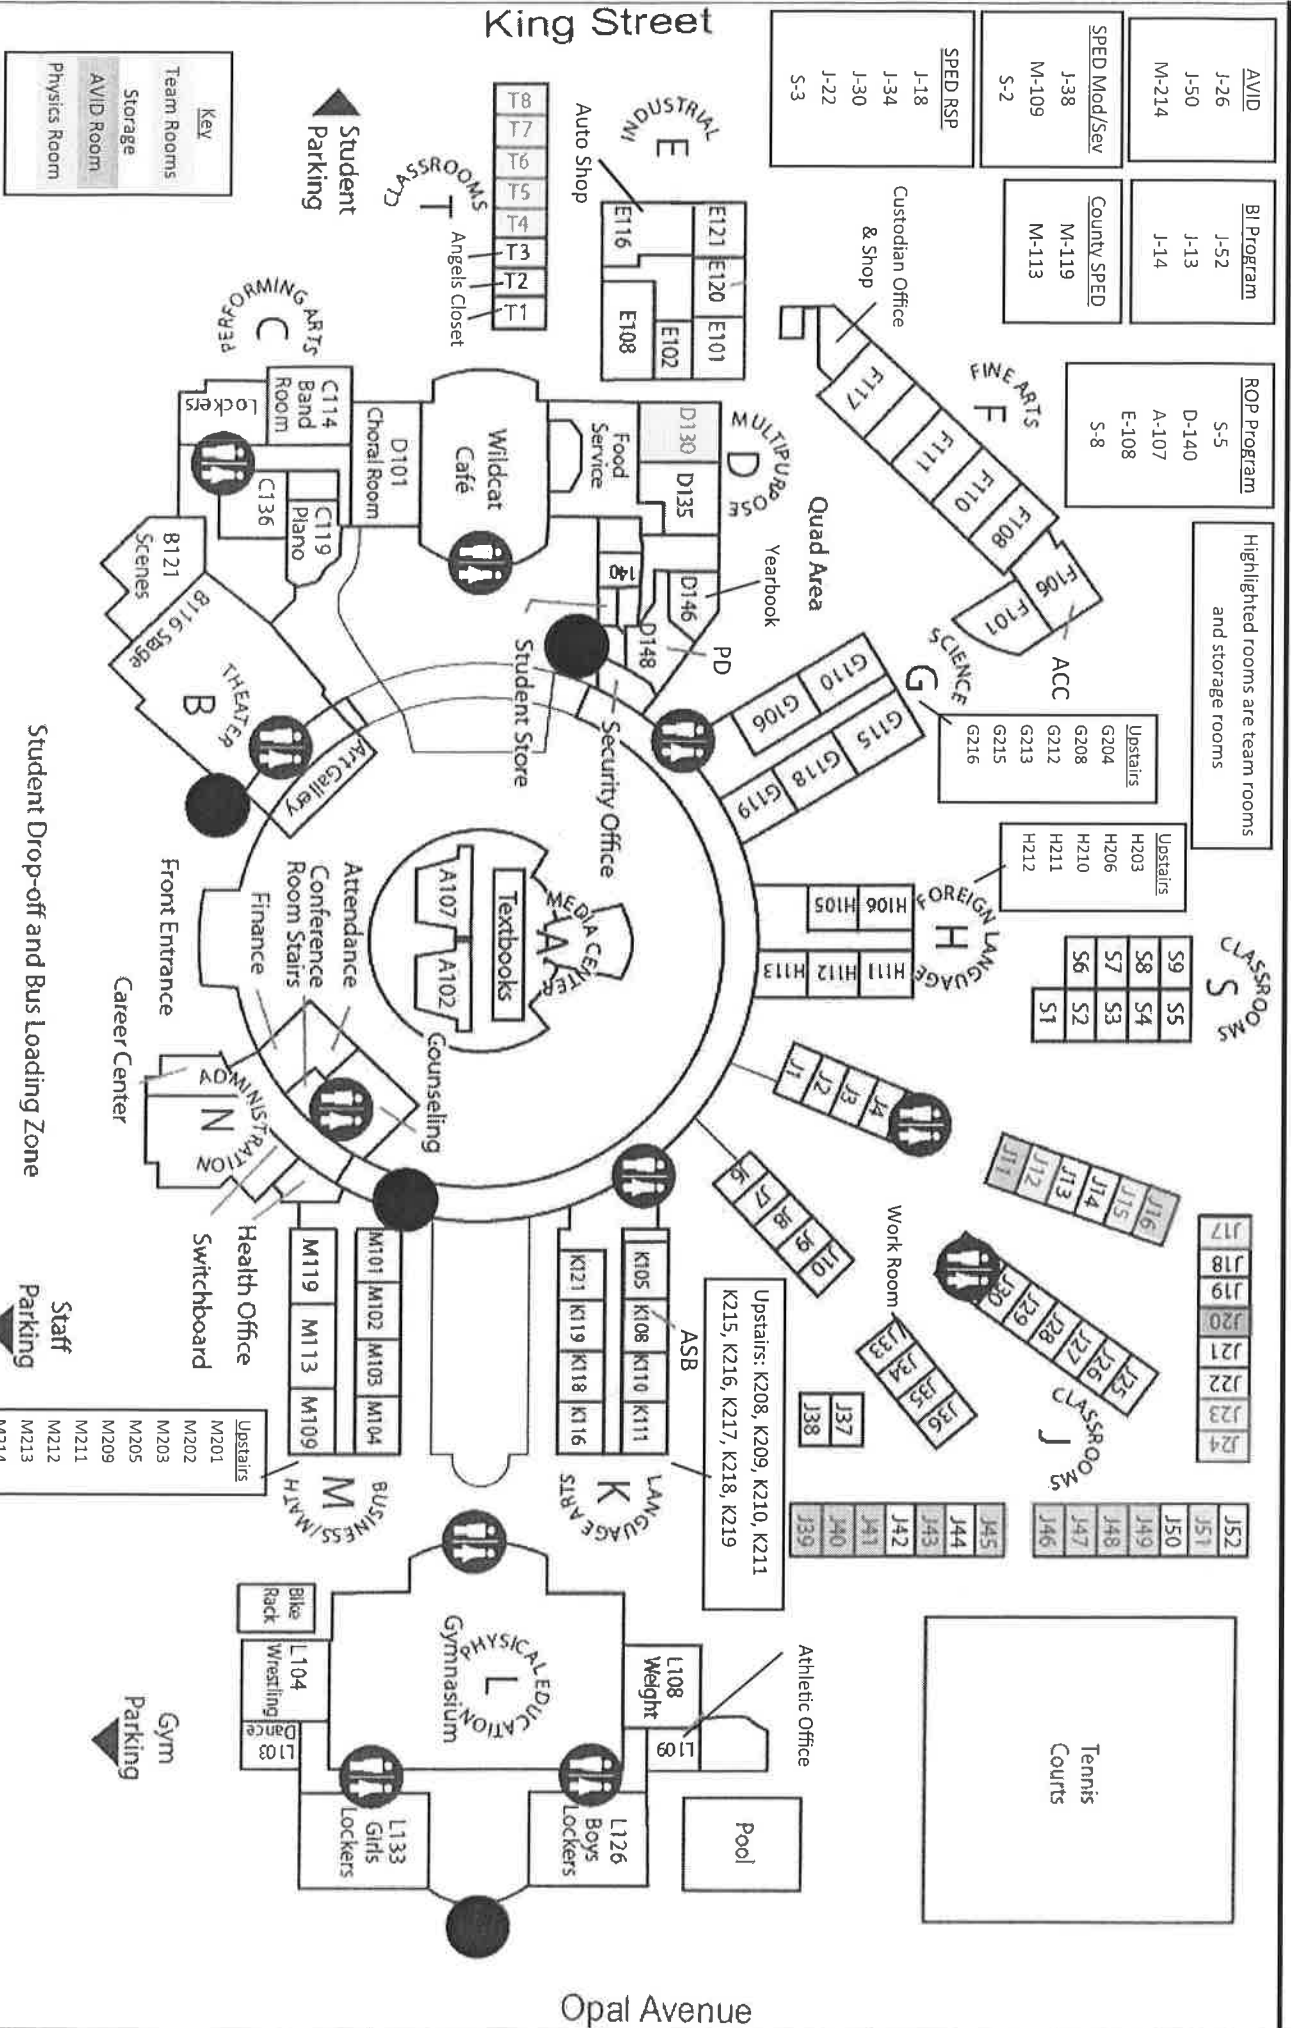 King Street
AVID
J-26
J-50
M-214
SPED Mod/Sev
J-38
M-109
S-2
SPED RSP
J-18
J-34
J-30
J-22
S-3
BI Program
J-52
J-13
J-14
County SPED
M-119
M-113
ROP Program
S-5
D-140
A-107
E-108
S-8
Highlighted rooms are team rooms
and storage rooms
Key
Team Rooms
Storage
AVID Room
Physics Room
Student
Parking
CLASSROOMS
T
T8
T7
T6
T5
T4
T3
T2
T1
Angels Closet
INDUSTRIAL
E
Auto Shop
E116
E121
E120
E101
E102
E108
Custodian Office
& Shop
FINE ARTS
F
F117
F111
F110
F108
F106
F101
ACC
PERFORMING ARTS
C
C114
Band
Room
Lockers
C136
C119
Piano
D101
Choral Room
Wildcat
Café
Food
Service
MULTIPURPOSE
D
D130
D135
140
D146
D148
Quad Area
Yearbook
PD
Student Store
Security Office
B121
Scenes
B116 Stage
THEATER
B
Art Gallery
SCIENCE
G
G110
G106
G115
G118
G119
Upstairs
G204
G208
G212
G213
G215
G216
Upstairs
H203
H206
H210
H211
H212
FOREIGN LANGUAGE
H
H106
H105
H111
H112
H113
CLASSROOMS
S
S9
S8
S7
S6
S5
S4
S3
S2
S1
MEDIA CENTER
A
Textbooks
A107
A102
Attendance
Conference
Room Stairs
Finance
Front Entrance
Career Center
Counseling
ADMINISTRATION
N
Health Office
Switchboard
Student Drop-off and Bus Loading Zone
Staff
Parking
J1
J2
J3
J4
J6
J7
J8
J9
J10
J11
J12
J13
J14
J15
J16
J17
J18
J19
J20
J21
J22
J23
J24
J30
J29
J28
J27
J26
J25
Work Room
J33
J34
J35
J36
J37
J38
CLASSROOMS
J
J39
J40
J41
J42
J43
J44
J45
J46
J47
J48
J49
J50
J51
J52
K105
K108
K110
K111
K121
K119
K118
K116
ASB
Upstairs: K208, K209, K210, K211
K215, K216, K217, K218, K219
LANGUAGE ARTS
K
M101
M102
M103
M104
M119
M113
M109
BUSINESS/MATH
M
Upstairs
M201
M202
M203
M205
M209
M211
M212
M213
M214
PHYSICAL EDUCATION
L
Gymnasium
Bike
Rack
L104
Wrestling
L103
Dance
L108
Weight
L109
Athletic Office
L133
Girls
Lockers
L126
Boys
Lockers
Pool
Tennis
Courts
Gym
Parking
Opal Avenue